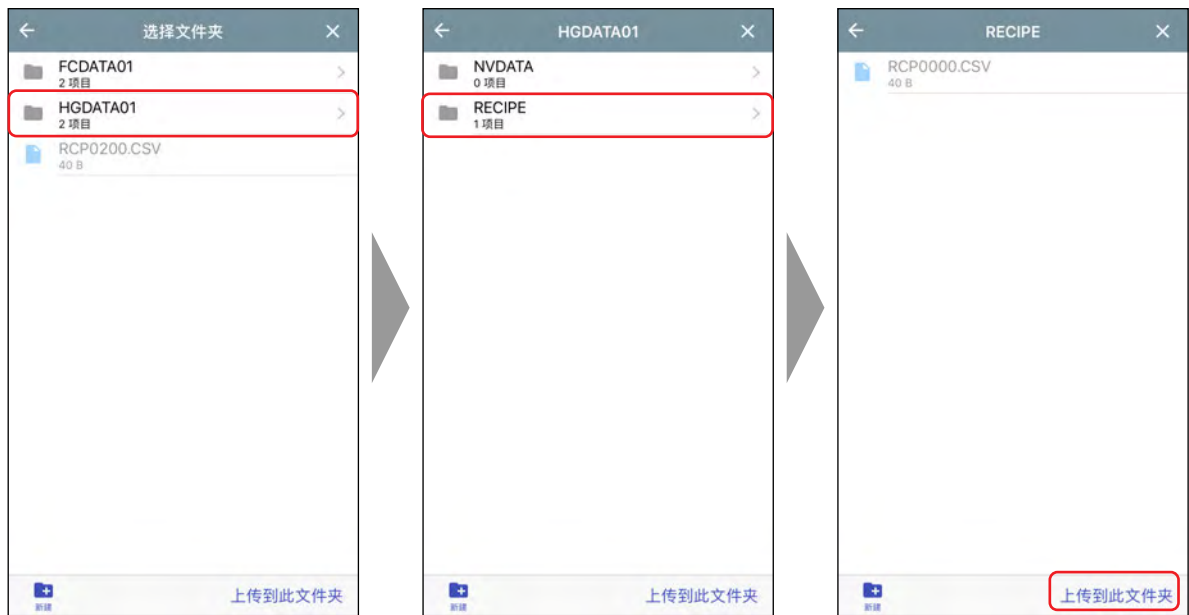 选择文件夹
FCDATA01
2 项目
HGDATA01
2 项目
RCP0200.CSV
40 B
新建
上传到此文件夹
HGDATA01
NVDATA
0 项目
RECIPE
1 项目
新建
上传到此文件夹
RECIPE
RCP0000.CSV
40 B
新建
上传到此文件夹